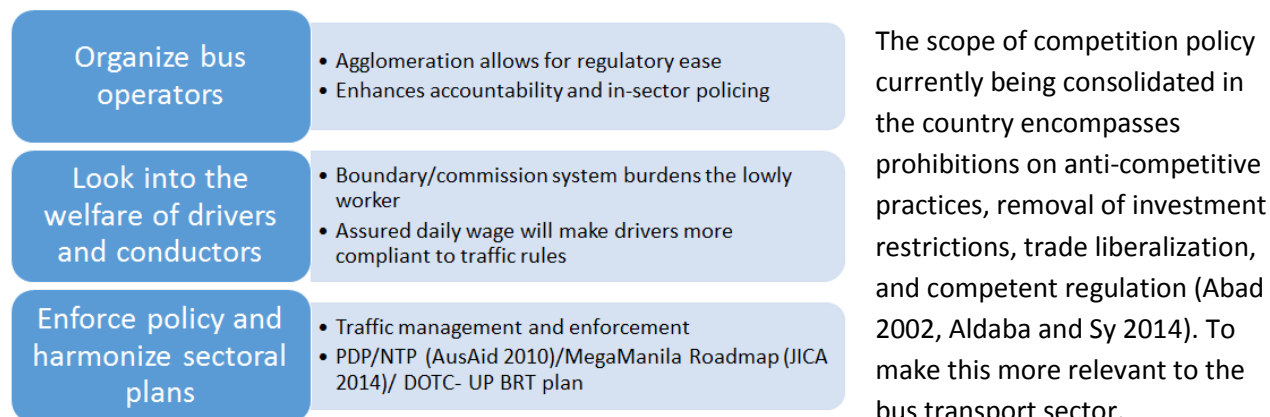 Organize bus
operators
• Agglomeration allows for regulatory ease
• Enhances accountability and in-sector policing
Look into the
welfare of drivers
and conductors
• Boundary/commission system burdens the lowly
worker
• Assured daily wage will make drivers more
compliant to traffic rules
Enforce policy and
harmonize sectoral
plans
• Traffic management and enforcement
• PDP/NTP (AusAid 2010)/MegaManila Roadmap (JICA
2014)/ DOTC- UP BRT plan
The scope of competition policy
currently being consolidated in
the country encompasses
prohibitions on anti-competitive
practices, removal of investment
restrictions, trade liberalization,
and competent regulation (Abad
2002, Aldaba and Sy 2014). To
make this more relevant to the
bus transport sector,